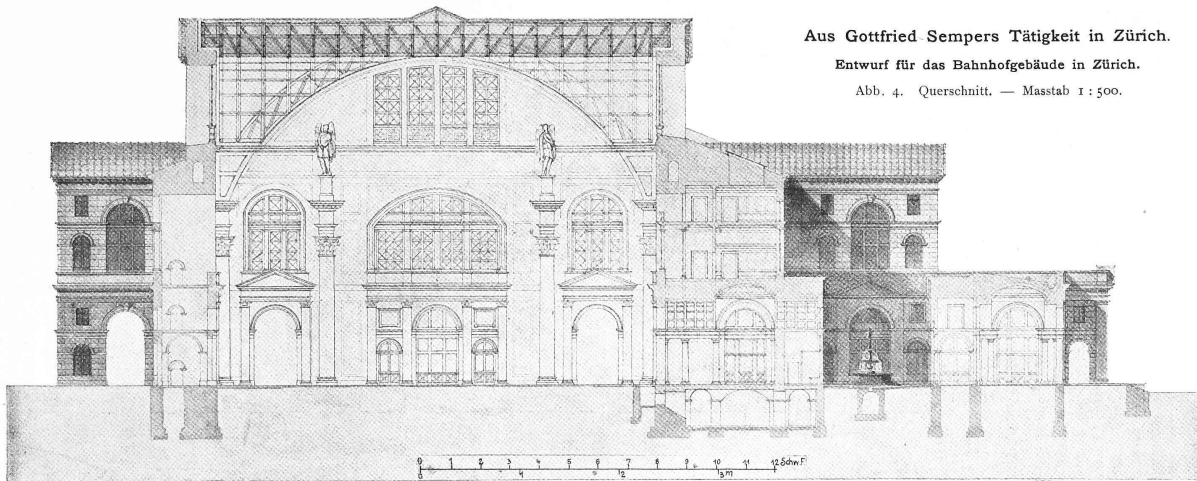 Aus Gottfried Sempers Tätigkeit in Zürich.
Entwurf für das Bahnhofgebäude in Zürich.
Abb. 4. Querschnitt. — Masstab 1 : 500.
0 1 2 3 4 5 6 7 8 9 10 11 12 Schw. F
0 4 12 m